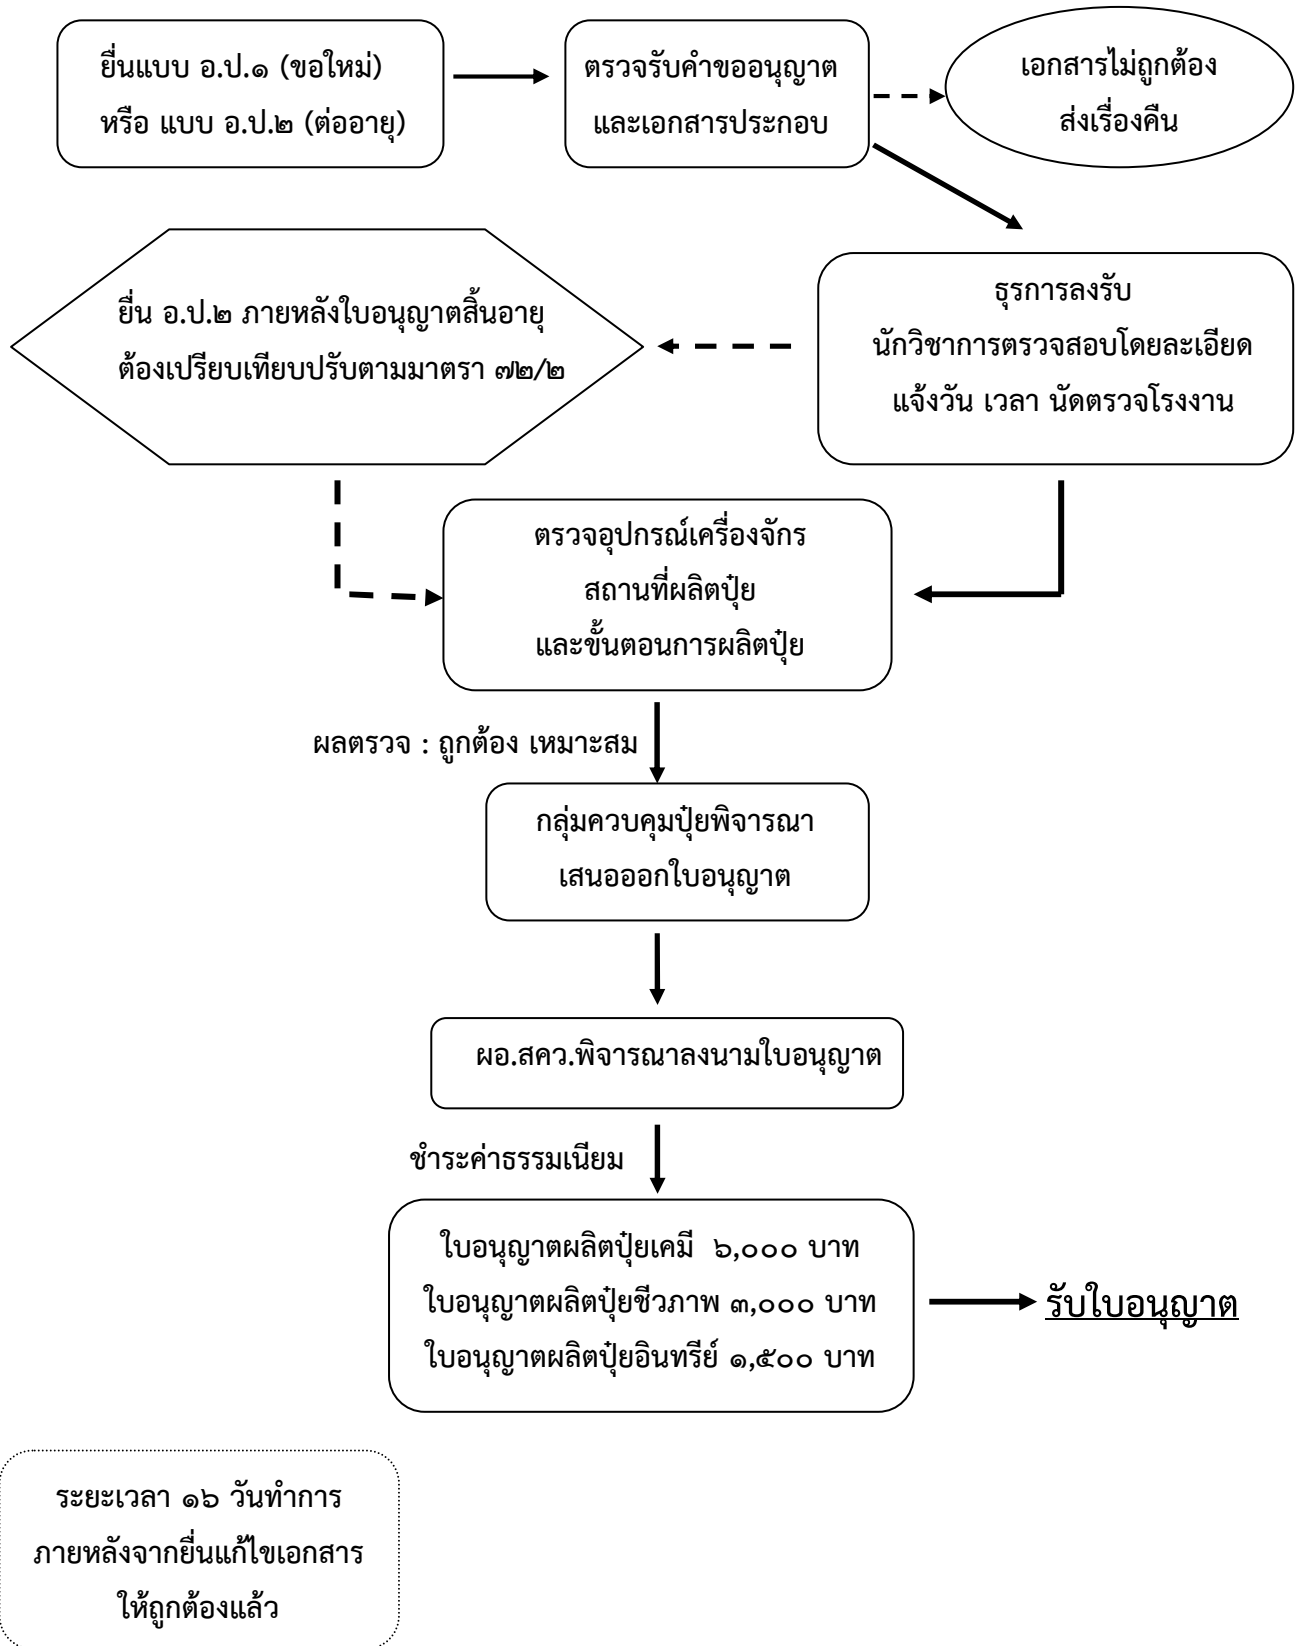 ยื่นแบบ อ.ป.๑ (ขอใหม่)
หรือ แบบ อ.ป.๒ (ต่ออายุ)
ตรวจรับคำขออนุญาต
และเอกสารประกอบ
เอกสารไม่ถูกต้อง
ส่งเรื่องคืน
ธุรการลงรับ
นักวิชาการตรวจสอบโดยละเอียด
แจ้งวัน เวลา นัดตรวจโรงงาน
ยื่น อ.ป.๒ ภายหลังใบอนุญาตสิ้นอายุ
ต้องเปรียบเทียบปรับตามมาตรา ๗๒/๒
ตรวจอุปกรณ์เครื่องจักร
สถานที่ผลิตปุ๋ย
และขั้นตอนการผลิตปุ๋ย
ผลตรวจ : ถูกต้อง เหมาะสม
กลุ่มควบคุมปุ๋ยพิจารณา
เสนอออกใบอนุญาต
ผอ.สคว.พิจารณาลงนามใบอนุญาต
ชำระค่าธรรมเนียม
ใบอนุญาตผลิตปุ๋ยเคมี ๖,๐๐๐ บาท
ใบอนุญาตผลิตปุ๋ยชีวภาพ ๓,๐๐๐ บาท
ใบอนุญาตผลิตปุ๋ยอินทรีย์ ๑,๕๐๐ บาท
รับใบอนุญาต
ระยะเวลา ๑๖ วันทำการ
ภายหลังจากยื่นแก้ไขเอกสาร
ให้ถูกต้องแล้ว